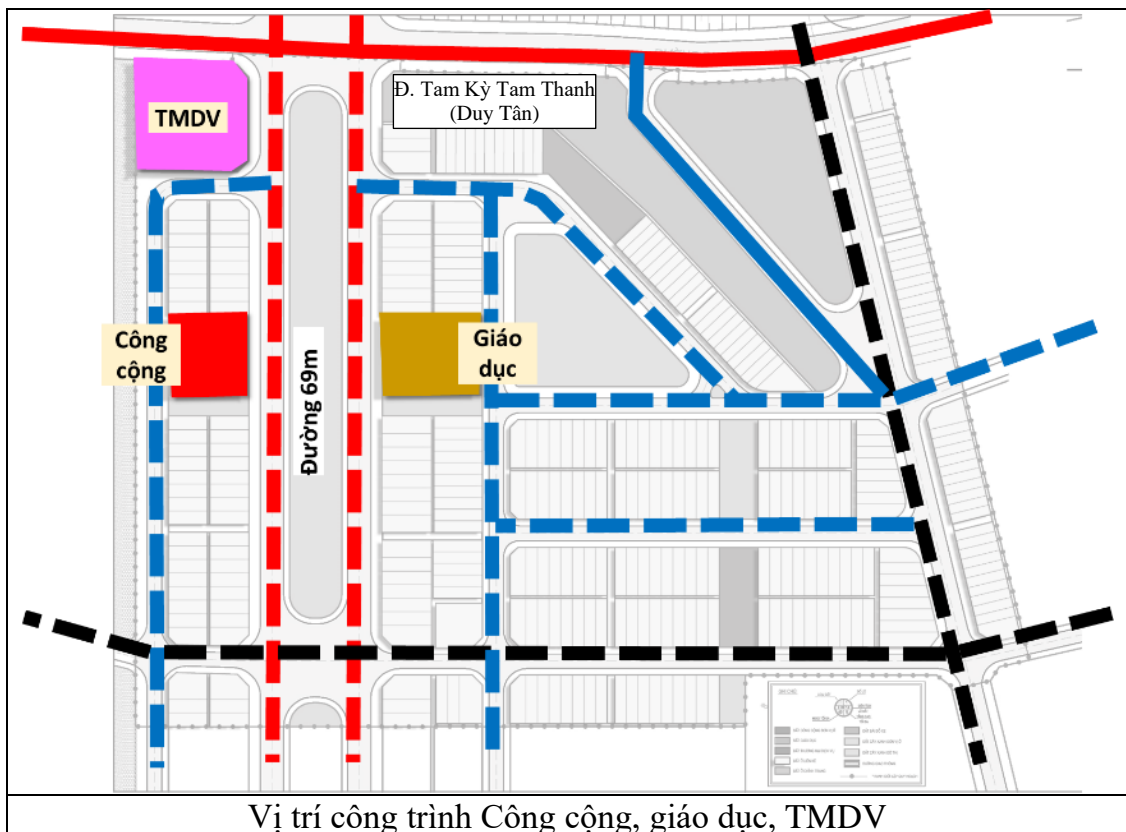 Đ. Tam Kỳ Tam Thanh
(Duy Tân)
TMDV
Công
cộng
Đường 69m
Giáo
dục
Vị trí công trình Công cộng, giáo dục, TMDV